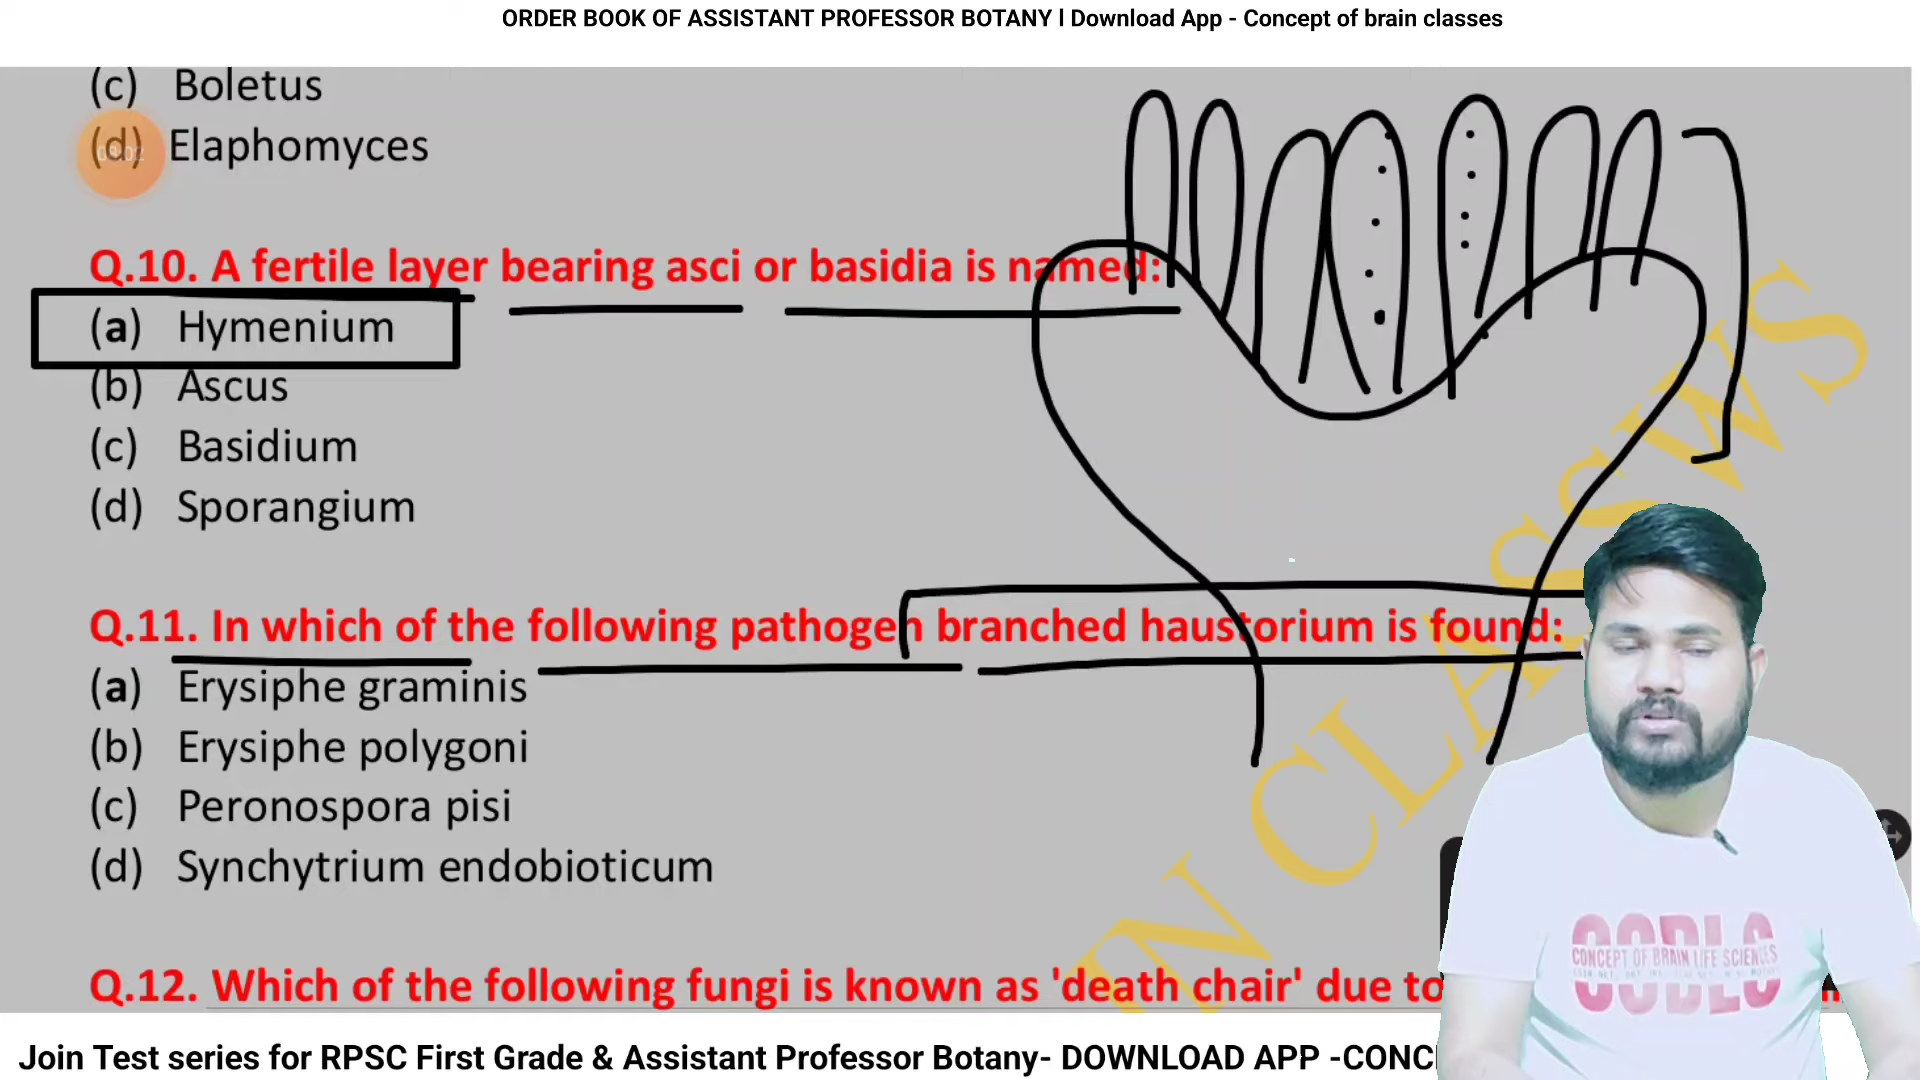 ORDER BOOK OF ASSISTANT PROFESSOR BOTANY l Download App - Concept of brain classes
(c) Boletus
(d) Elaphomyces
Q.10. A fertile layer bearing asci or basidia is named:
(a) Hymenium
(b) Ascus
(c) Basidium
(d) Sporangium
Q.11. In which of the following pathogen branched haustorium is found:
(a) Erysiphe graminis
(b) Erysiphe polygoni
(c) Peronospora pisi
(d) Synchytrium endobioticum
Q.12. Which of the following fungi is known as 'death chair' due to
IN CLASSWS
CONCEPT OF BRAIN LIFE SCIENCES
Join Test series for RPSC First Grade & Assistant Professor Botany- DOWNLOAD APP -CONC